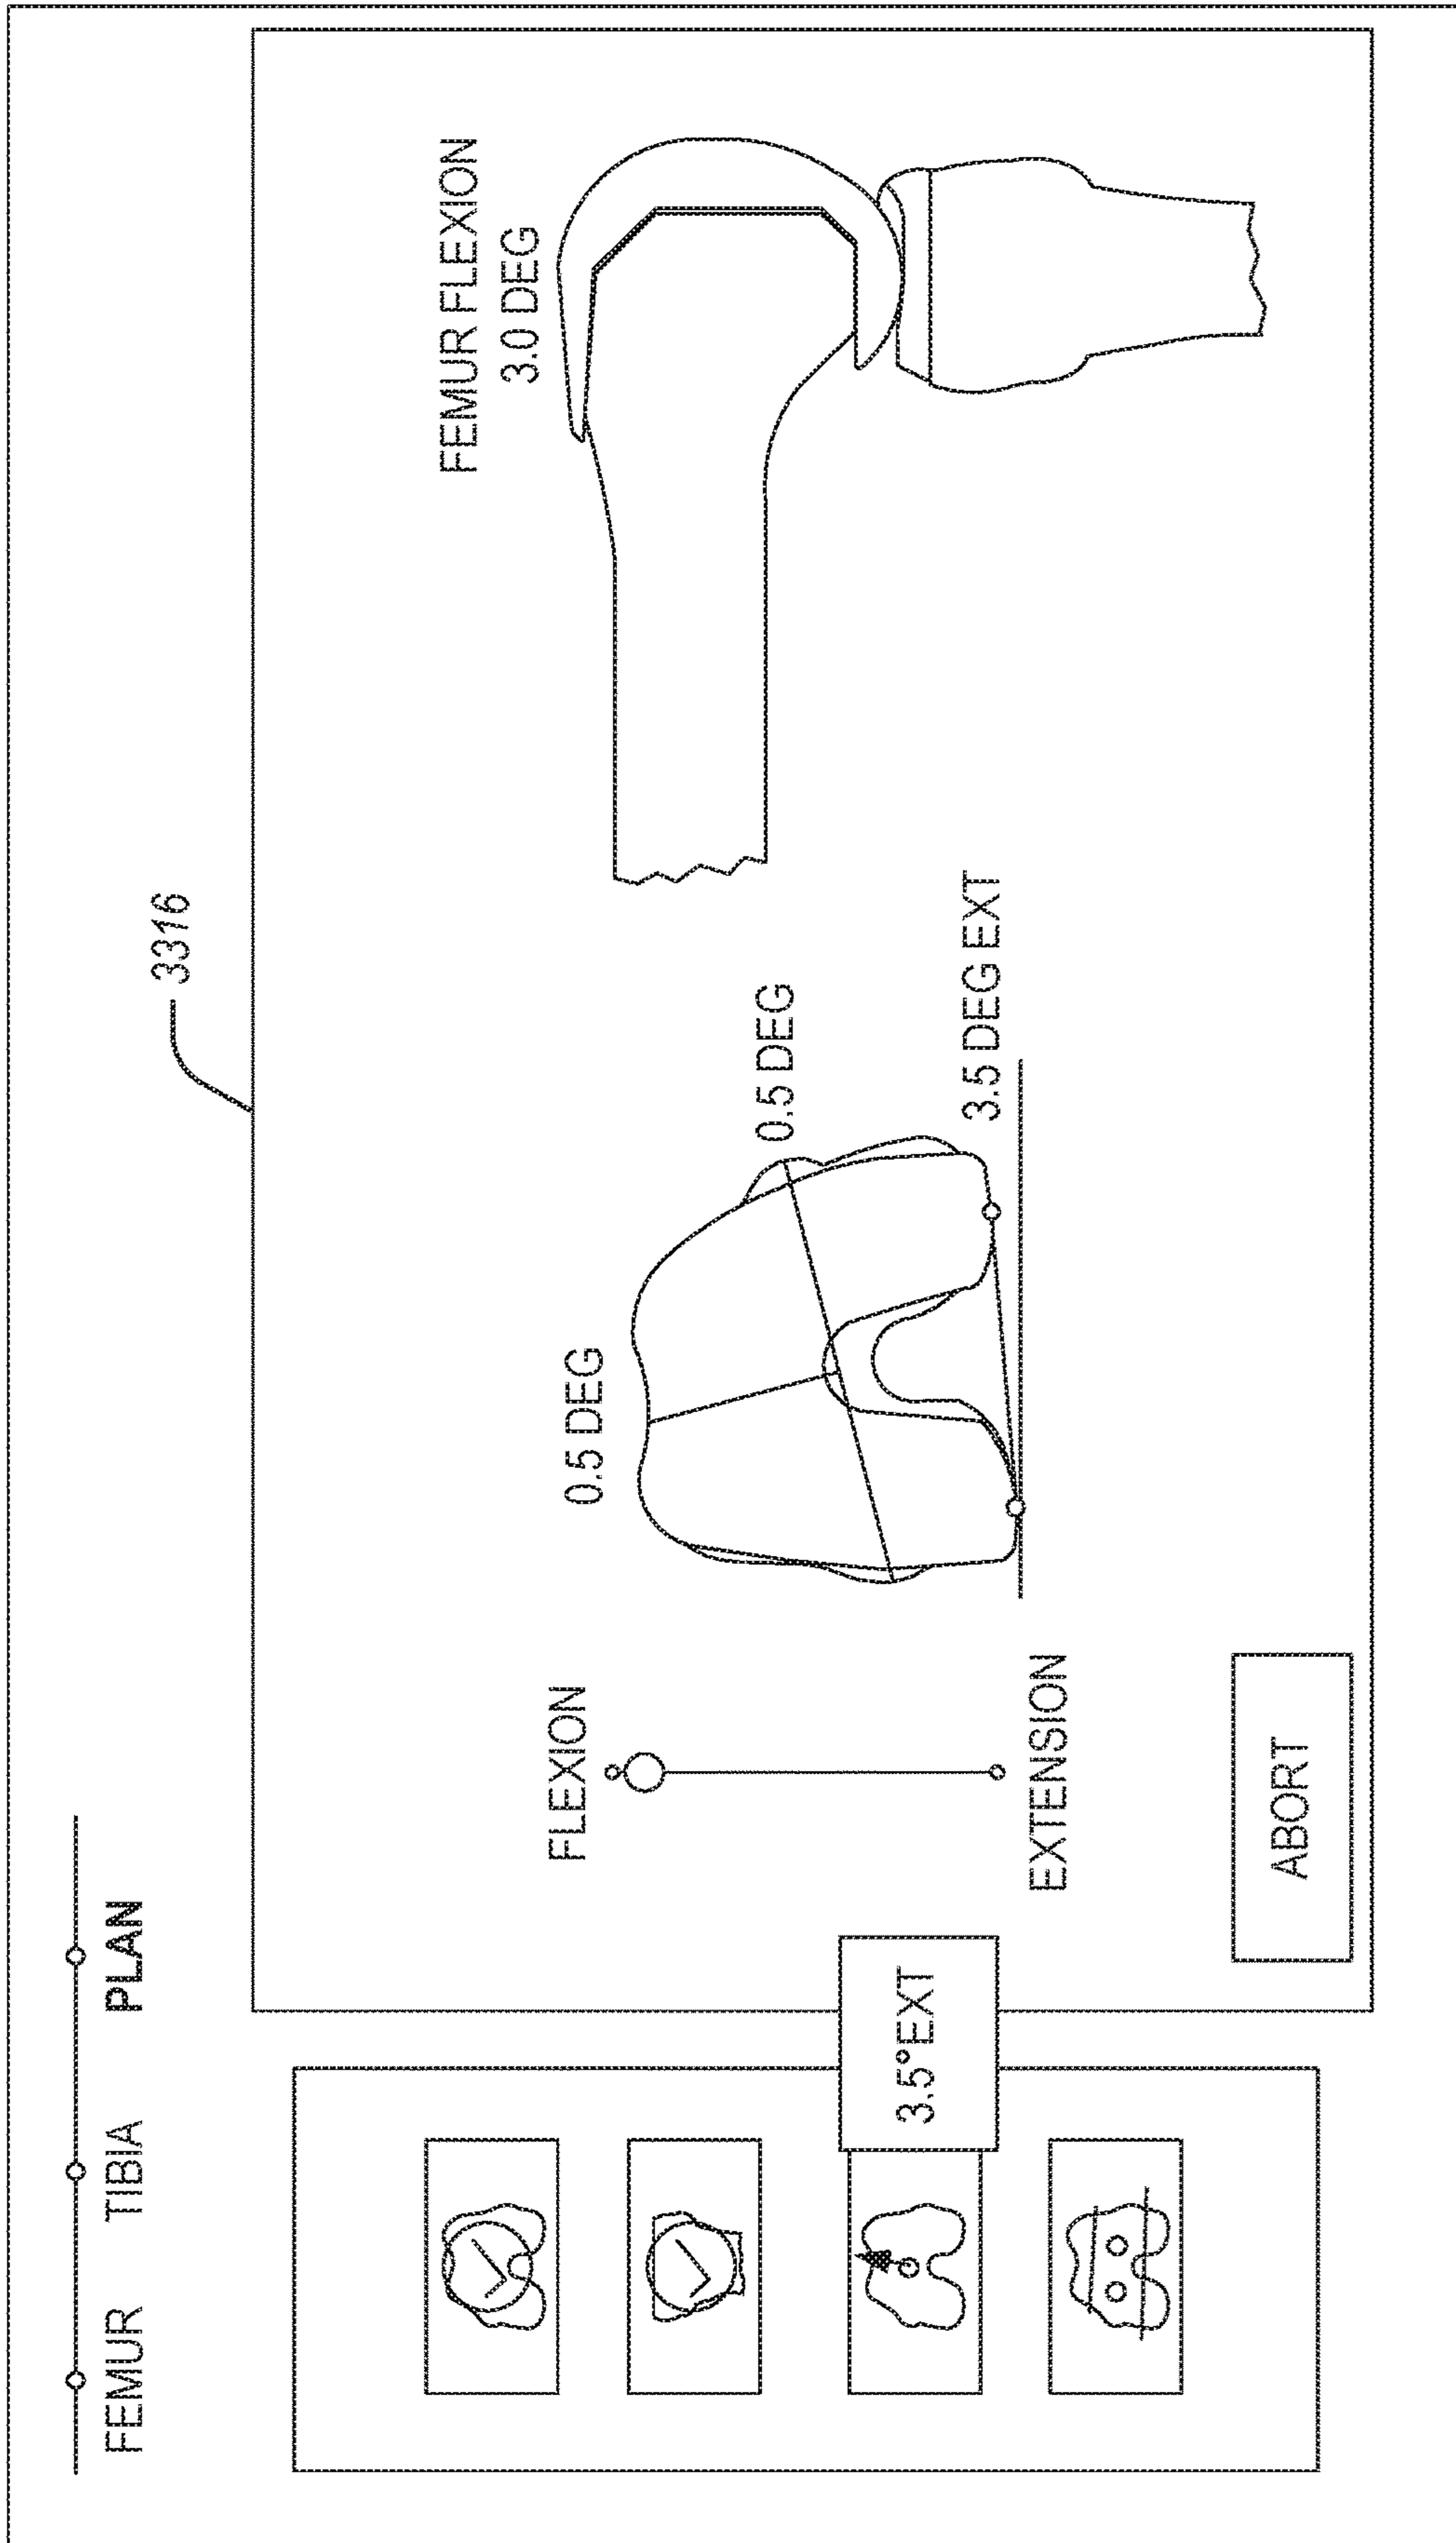 FEMUR TIBIA PLAN
3316
FEMUR FLEXION
3.0 DEG
FLEXION
0.5 DEG
0.5 DEG
3.5°EXT
3.5 DEG EXT
EXTENSION
ABORT